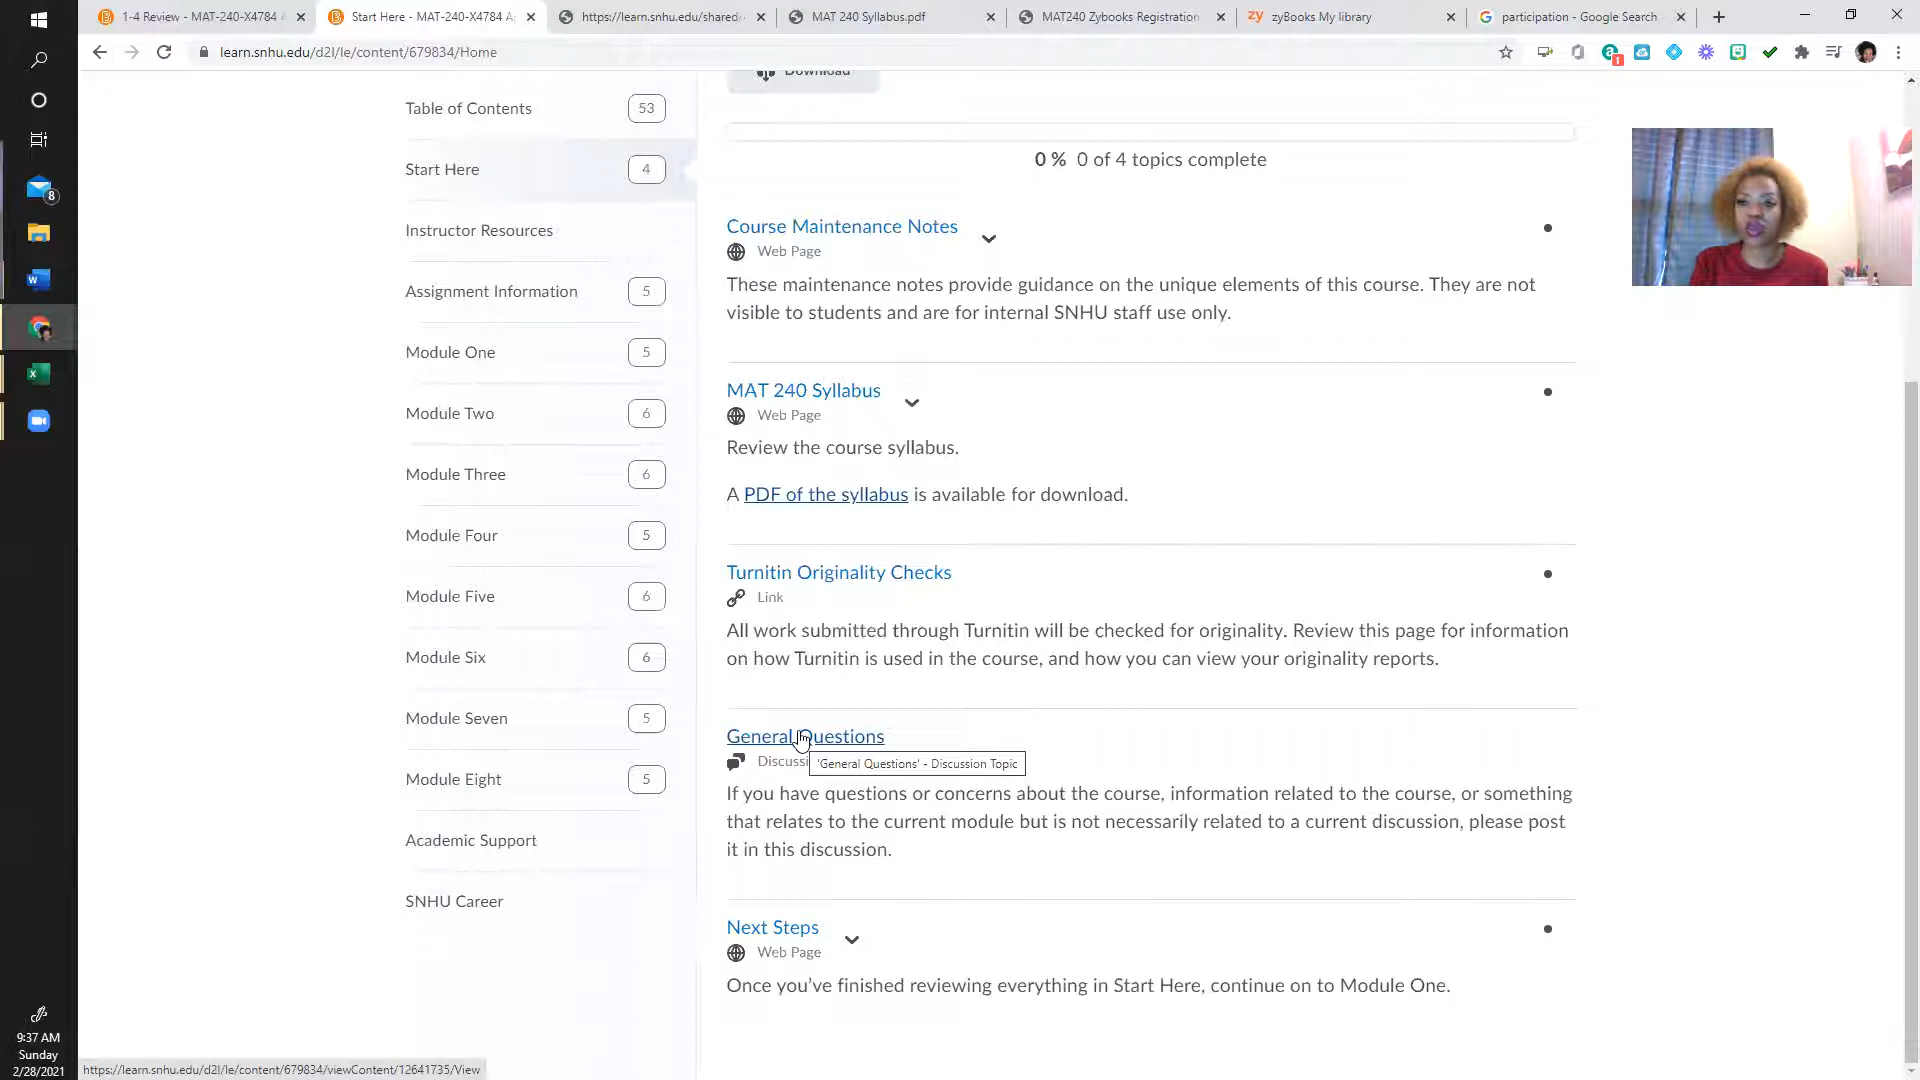 1-4 Review - MAT-240-X4784
Start Here - MAT-240-X4784 A
https://learn.snhu.edu/shared/
MAT 240 Syllabus.pdf
MAT240 Zybooks Registration
zy zyBooks My library
participation - Google Search
learn.snhu.edu/d2l/le/content/679834/Home
1
Download
Table of Contents 53
0 % 0 of 4 topics complete
Start Here 4
Instructor Resources
Assignment Information 5
Module One 5
Module Two 6
Module Three 6
Module Four 5
Module Five 6
Module Six 6
Module Seven 5
Module Eight 5
Academic Support
SNHU Career
Course Maintenance Notes
Web Page
These maintenance notes provide guidance on the unique elements of this course. They are not
visible to students and are for internal SNHU staff use only.
MAT 240 Syllabus
Web Page
Review the course syllabus.
A PDF of the syllabus is available for download.
Turnitin Originality Checks
Link
All work submitted through Turnitin will be checked for originality. Review this page for information
on how Turnitin is used in the course, and how you can view your originality reports.
General Questions
Discussi
'General Questions' - Discussion Topic
If you have questions or concerns about the course, information related to the course, or something
that relates to the current module but is not necessarily related to a current discussion, please post
it in this discussion.
Next Steps
Web Page
Once you've finished reviewing everything in Start Here, continue on to Module One.
8
9:37 AM
Sunday
2/28/2021
https://learn.snhu.edu/d2l/le/content/679834/viewContent/12641735/View